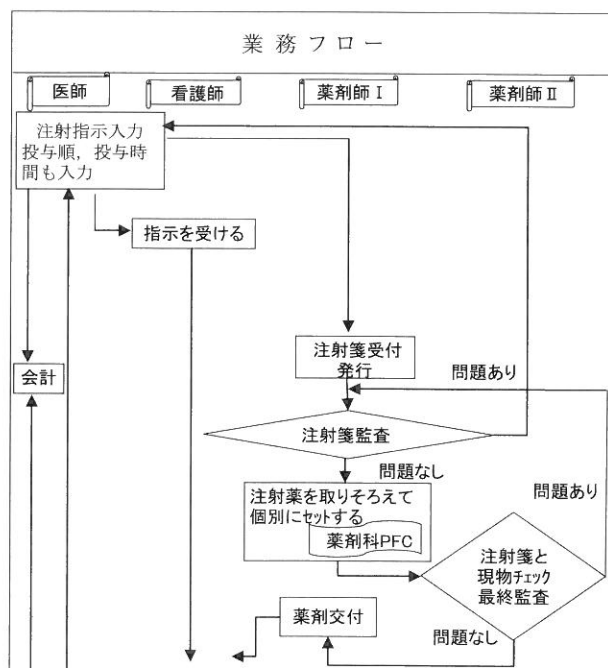 業務フロー
医師
看護師
薬剤師Ⅰ
薬剤師Ⅱ
注射指示入力
投与順，投与時
間も入力
指示を受ける
注射箋受付
発行
問題あり
会計
注射箋監査
問題なし
注射薬を取りそろえて
個別にセットする
薬剤科PFC
問題あり
注射箋と
現物チェック
最終監査
薬剤交付
問題なし